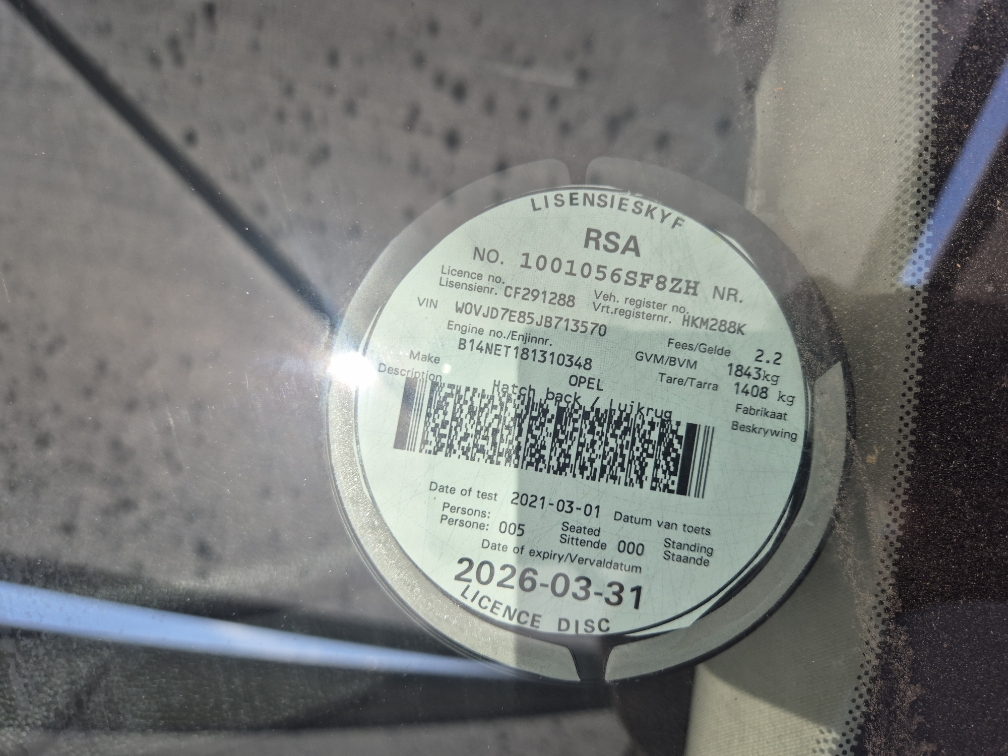 LISENSIESKYF
RSA
NO. 1001056SF8ZH NR.
Licence no. Veh. register no.
Lisensienr. CF291288 Vrt.registernr. HKM288K
VIN W0VJD7E85JB713570
Engine no./Enjinnr. Fees/Gelde 2.2
B14NET181310348 GVM/BVM 1843kg
Make OPEL Tare/Tarra 1408 kg
Fabrikaat
Description Hatch back / Luikrug Beskrywing
Date of test 2021-03-01 Datum van toets
Persons: Seated Standing
Persone: 005 Sittende 000 Staande
Date of expiry/Vervaldatum
2026-03-31
LICENCE DISC